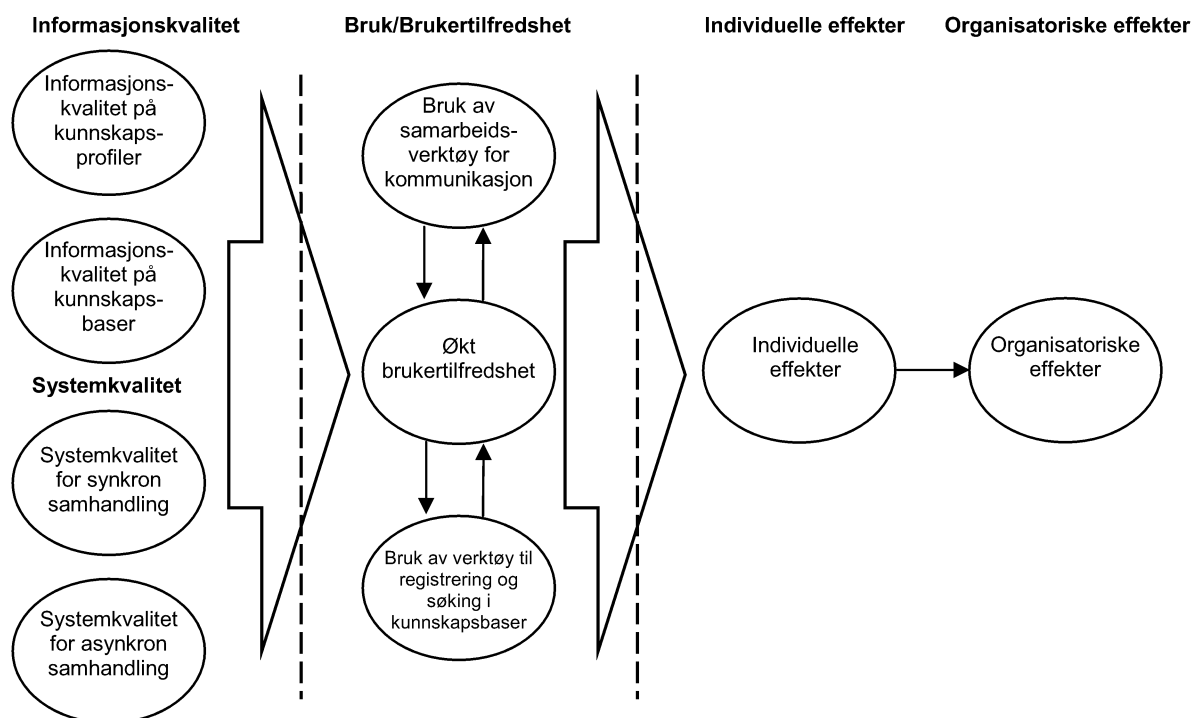 Informasjonskvalitet
Informasjons-
kvalitet på
kunnskaps-
profiler
Informasjons-
kvalitet på
kunnskaps-
baser
Systemkvalitet
Systemkvalitet
for synkron
samhandling
Systemkvalitet
for asynkron
samhandling
Bruk/Brukertilfredshet
Bruk av
samarbeids-
verktøy for
kommunikasjon
Økt
brukertilfredshet
Bruk av verktøy til
registrering og
søking i
kunnskapsbaser
Individuelle effekter
Individuelle
effekter
Organisatoriske effekter
Organisatoriske
effekter